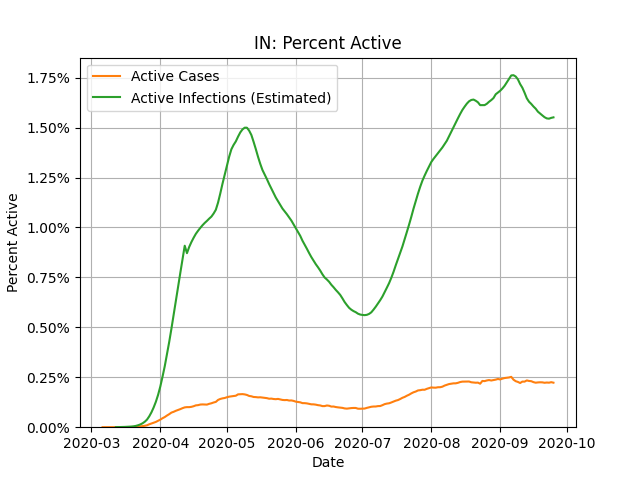 IN: Percent Active
Active Cases
Active Infections (Estimated)
Percent Active
1.75%
1.50%
1.25%
1.00%
0.75%
0.50%
0.25%
0.00%
2020-03 2020-04 2020-05 2020-06 2020-07 2020-08 2020-09 2020-10
Date